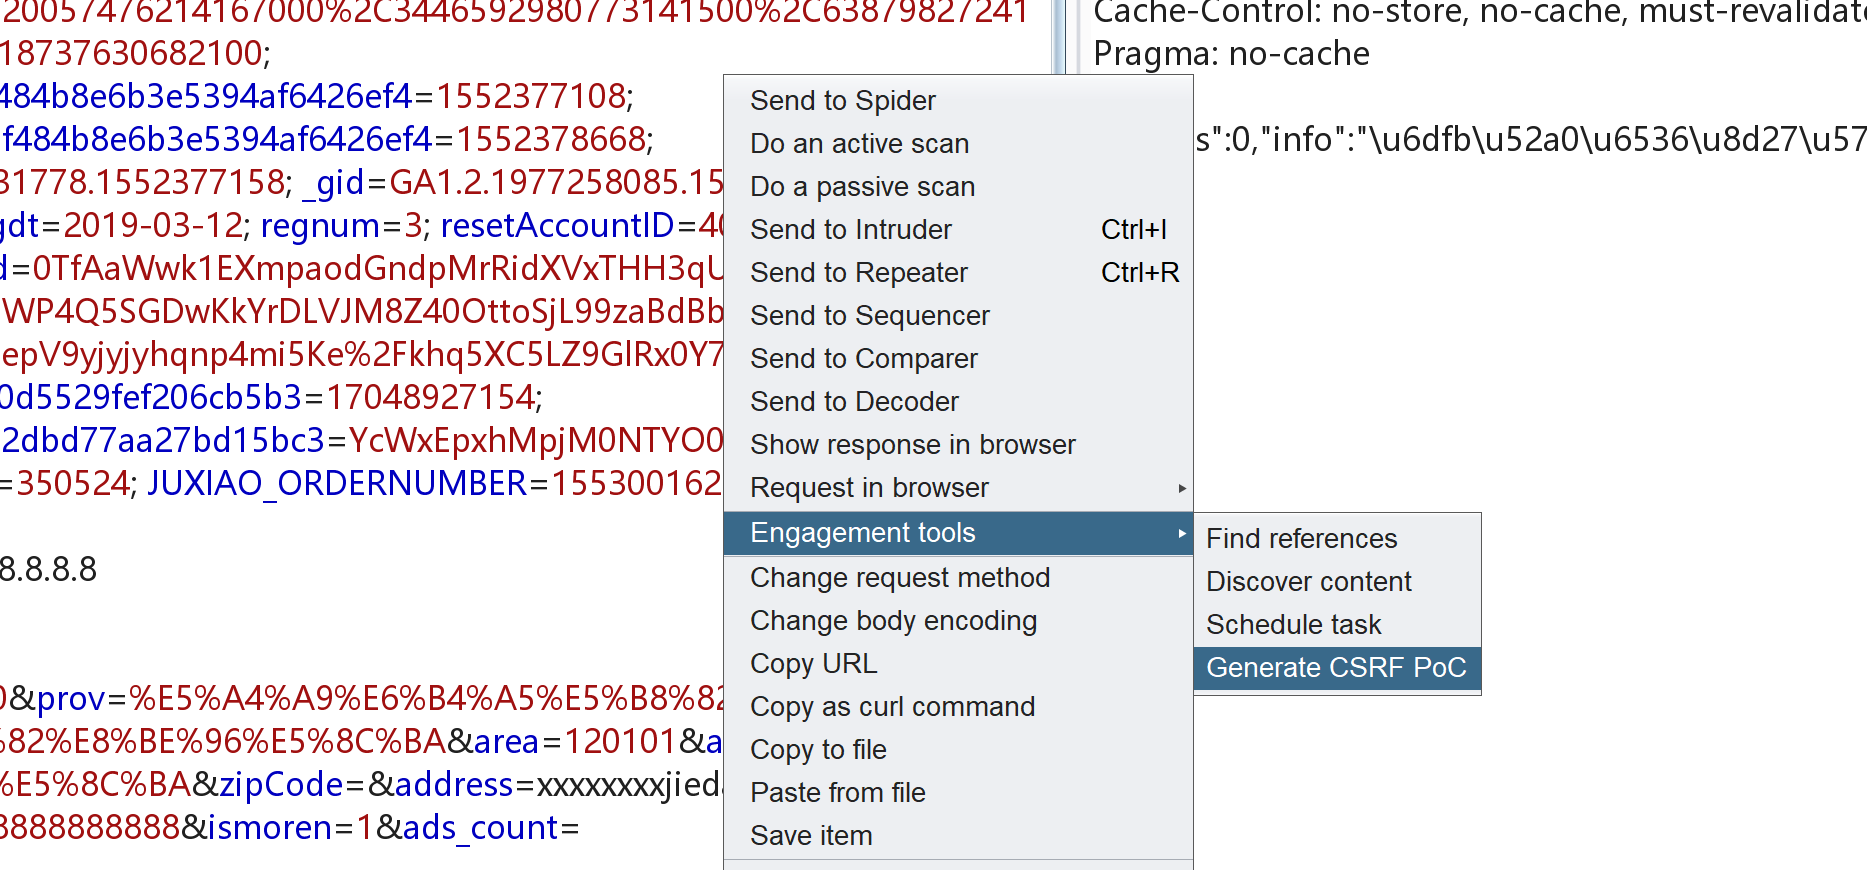 20057476214167000%2C3446592980773141500%2C63879827241
18737630682100;
484b8e6b3e5394af6426ef4=1552377108;
f484b8e6b3e5394af6426ef4=1552378668;
31778.1552377158; _gid=GA1.2.1977258085.15
gdt=2019-03-12; regnum=3; resetAccountID=40
d=0TfAaWwk1EXmpaodGndpMrRidXVxTHH3qU
WP4Q5SGDwKkYrDLVJM8Z40OttoSjL99zaBdBb
epV9yjyjyhqnp4mi5Ke%2Fkhq5XC5LZ9GlRx0Y7
0d5529fef206cb5b3=17048927154;
2dbd77aa27bd15bc3=YcWxEpxhMpjM0NTYO0
=350524; JUXIAO_ORDERNUMBER=155300162
8.8.8.8
0&prov=%E5%A4%A9%E6%B4%A5%E5%B8%82
%82%E8%BE%96%E5%8C%BA&area=120101&a
%E5%8C%BA&zipCode=&address=xxxxxxxxjieda
8888888888&ismoren=1&ads_count=
Cache-Control: no-store, no-cache, must-revalidate
Pragma: no-cache
s":0,"info":"\u6dfb\u52a0\u6536\u8d27\u57
Send to Spider
Do an active scan
Do a passive scan
Send to Intruder Ctrl+I
Send to Repeater Ctrl+R
Send to Sequencer
Send to Comparer
Send to Decoder
Show response in browser
Request in browser
Engagement tools
Change request method
Change body encoding
Copy URL
Copy as curl command
Copy to file
Paste from file
Save item
Find references
Discover content
Schedule task
Generate CSRF PoC